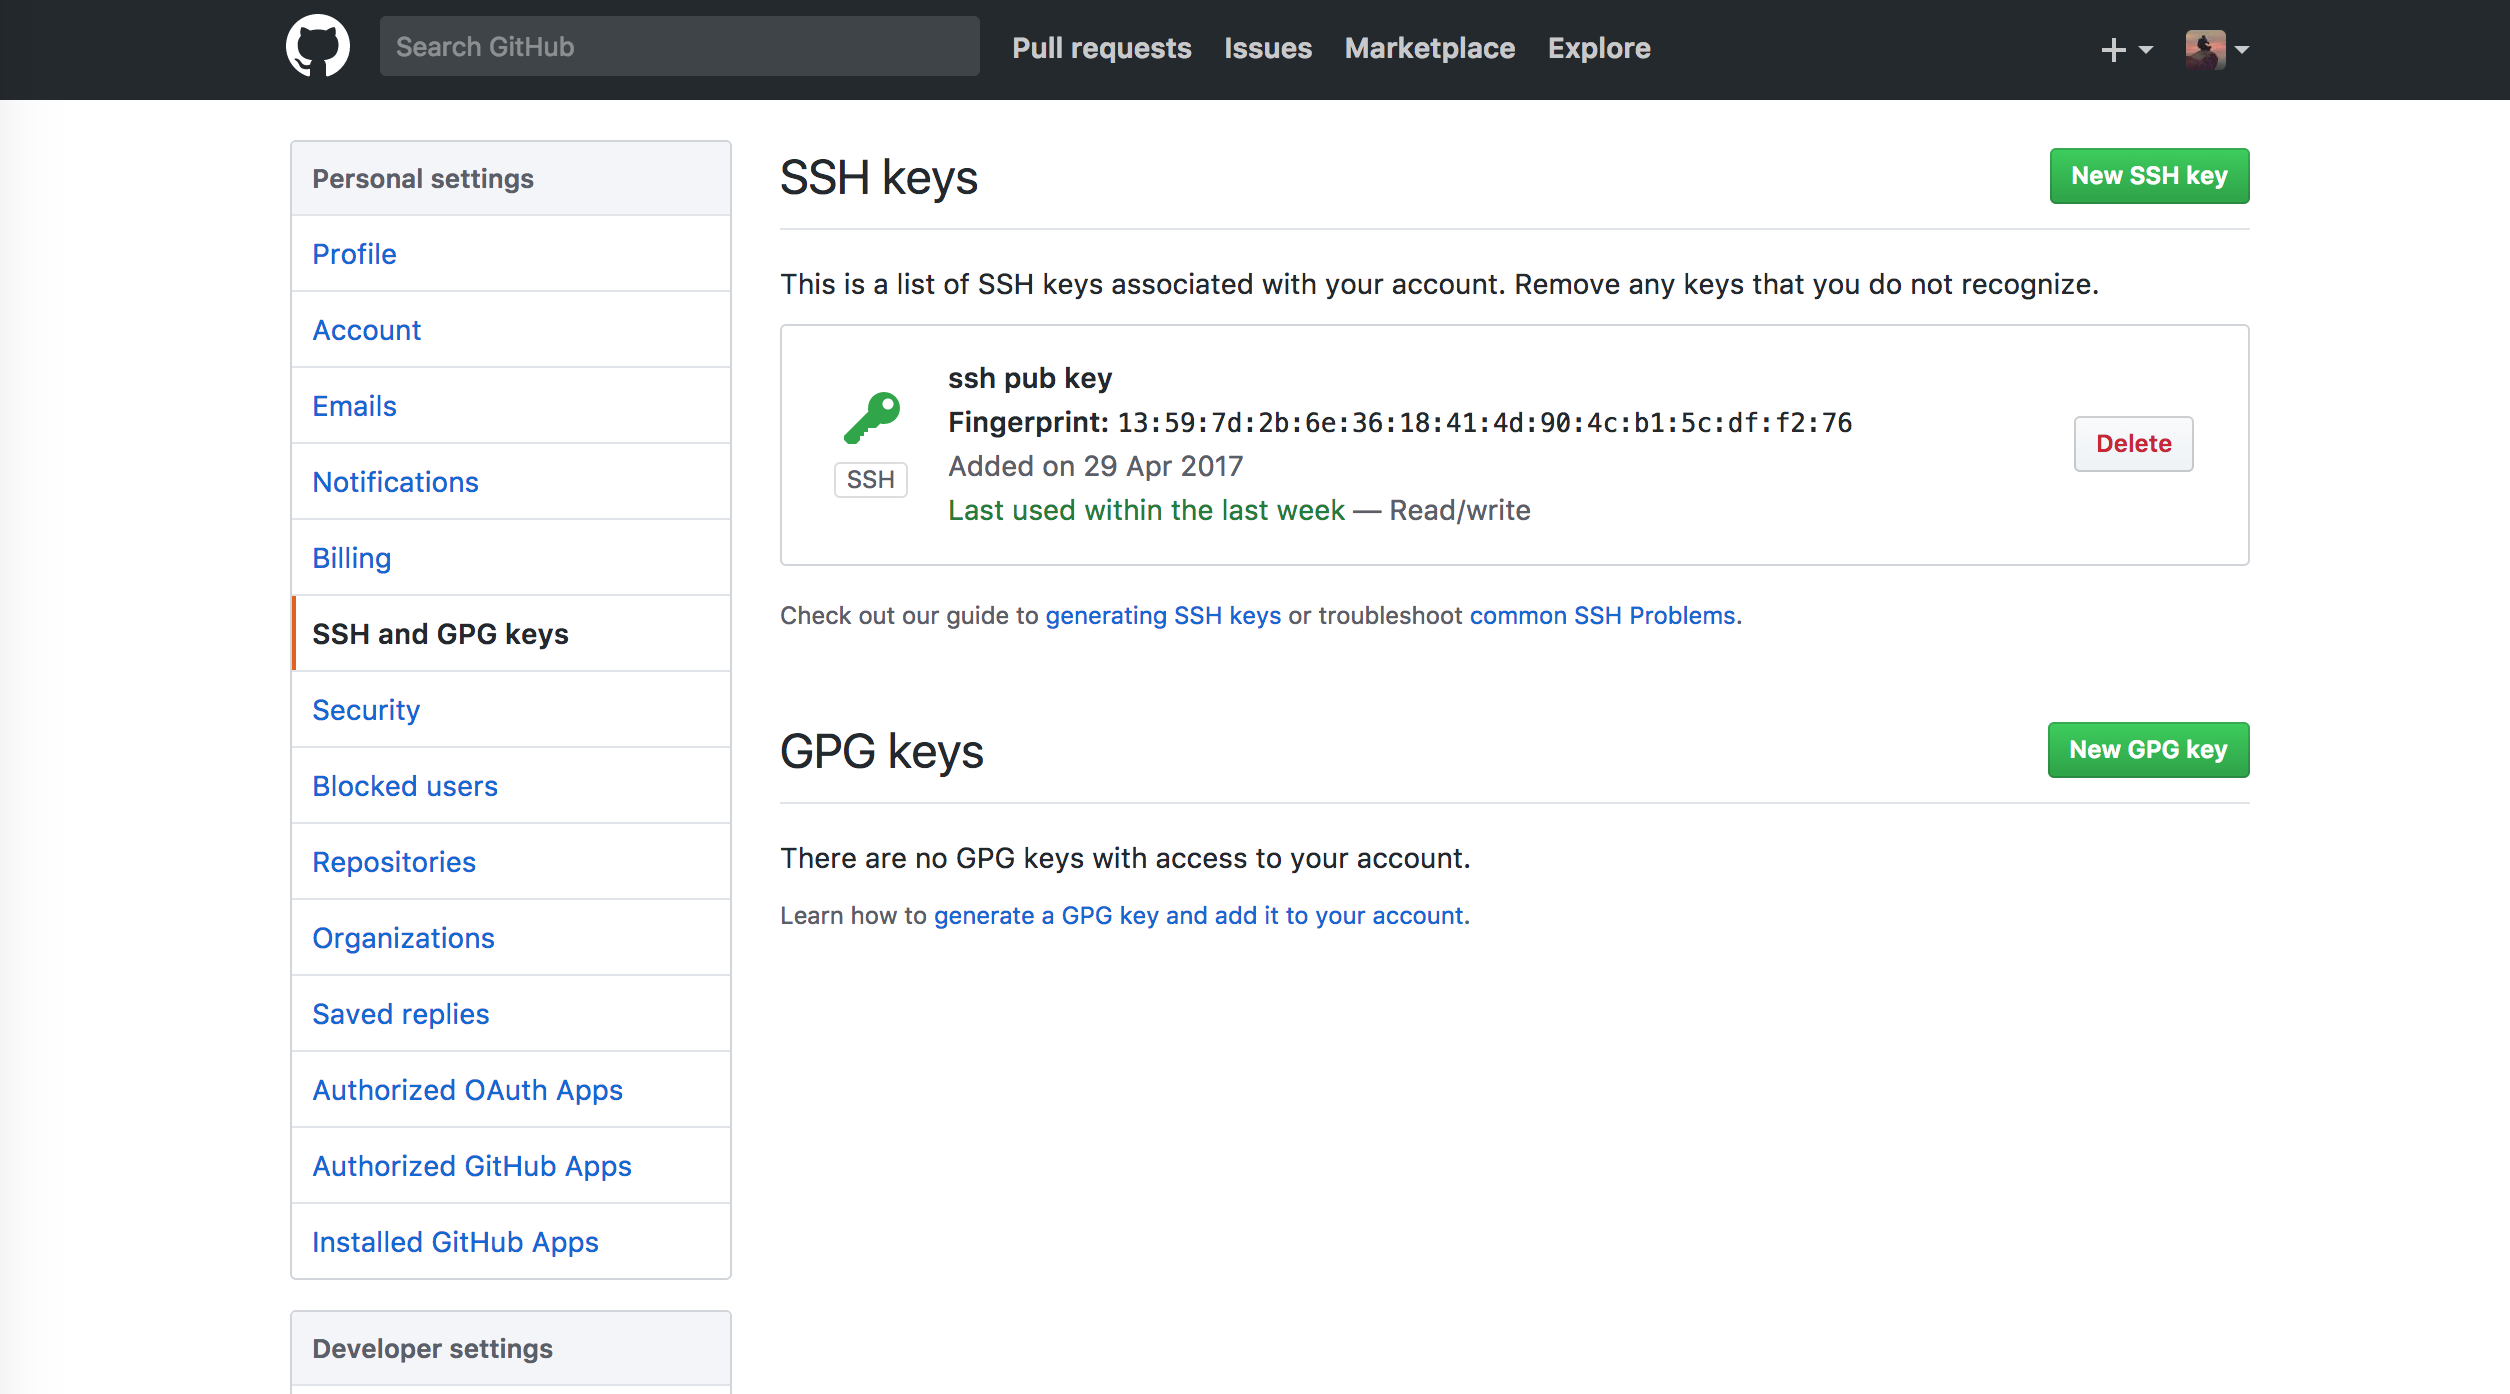 Search GitHub
Pull requests
Issues
Marketplace
Explore
Personal settings
Profile
Account
Emails
Notifications
Billing
SSH and GPG keys
Security
Blocked users
Repositories
Organizations
Saved replies
Authorized OAuth Apps
Authorized GitHub Apps
Installed GitHub Apps
Developer settings
SSH keys
New SSH key
This is a list of SSH keys associated with your account. Remove any keys that you do not recognize.
SSH
ssh pub key
Fingerprint: 13:59:7d:2b:6e:36:18:41:4d:90:4c:b1:5c:df:f2:76
Added on 29 Apr 2017
Last used within the last week — Read/write
Delete
Check out our guide to generating SSH keys or troubleshoot common SSH Problems.
GPG keys
New GPG key
There are no GPG keys with access to your account.
Learn how to generate a GPG key and add it to your account.